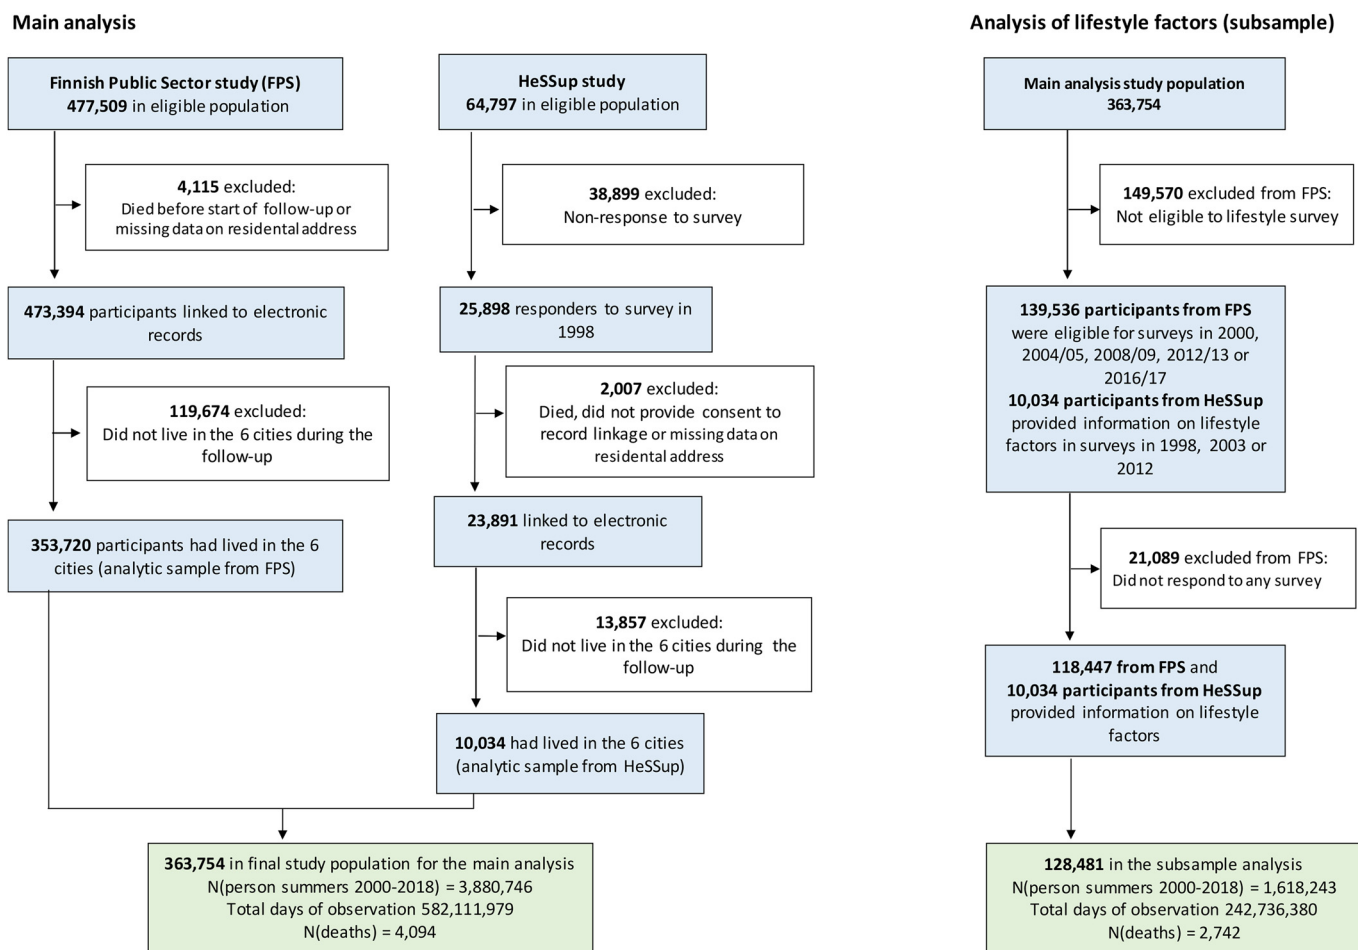 Main analysis
Finnish Public Sector study (FPS)
477,509 in eligible population
4,115 excluded:
Died before start of follow-up or
missing data on residental address
473,394 participants linked to electronic
records
119,674 excluded:
Did not live in the 6 cities during the
follow-up
353,720 participants had lived in the 6
cities (analytic sample from FPS)
HeSSup study
64,797 in eligible population
38,899 excluded:
Non-response to survey
25,898 responders to survey in
1998
2,007 excluded:
Died, did not provide consent to
record linkage or missing data on
residental address
23,891 linked to electronic
records
13,857 excluded:
Did not live in the 6 cities during the
follow-up
10,034 had lived in the 6 cities
(analytic sample from HeSSup)
363,754 in final study population for the main analysis
N(person summers 2000-2018) = 3,880,746
Total days of observation 582,111,979
N(deaths) = 4,094
Analysis of lifestyle factors (subsample)
Main analysis study population
363,754
149,570 excluded from FPS:
Not eligible to lifestyle survey
139,536 participants from FPS
were eligible for surveys in 2000,
2004/05, 2008/09, 2012/13 or
2016/17
10,034 participants from HeSSup
provided information on lifestyle
factors in surveys in 1998, 2003 or
2012
21,089 excluded from FPS:
Did not respond to any survey
118,447 from FPS and
10,034 participants from HeSSup
provided information on lifestyle
factors
128,481 in the subsample analysis
N(person summers 2000-2018) = 1,618,243
Total days of observation 242,736,380
N(deaths) = 2,742